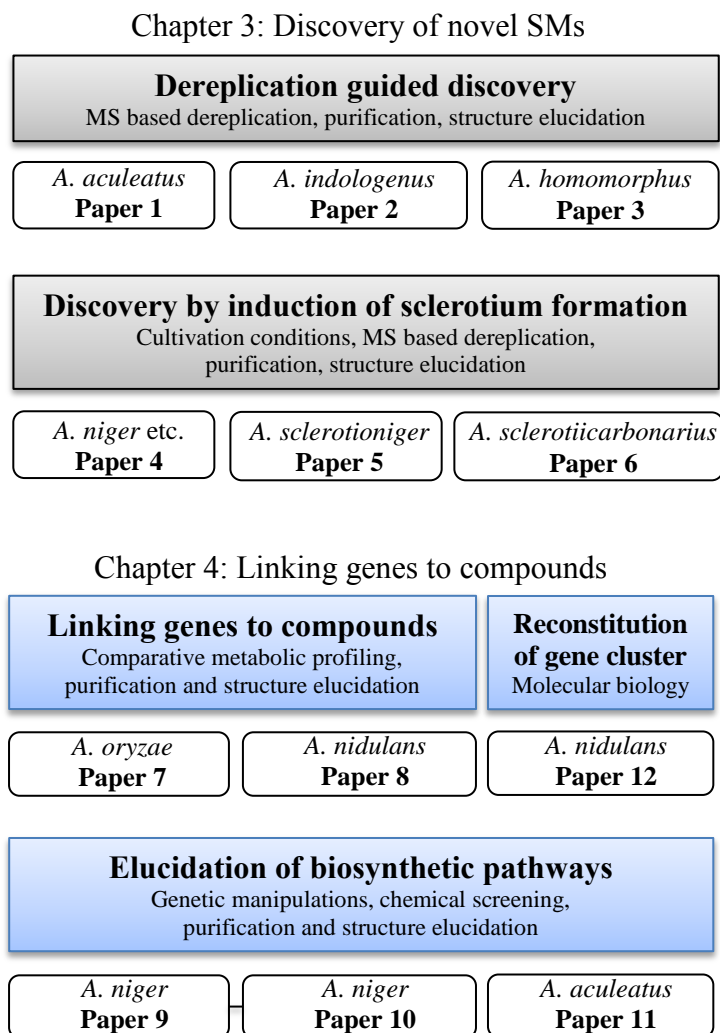 Chapter 3: Discovery of novel SMs
Dereplication guided discovery
MS based dereplication, purification, structure elucidation
A. aculeatus
Paper 1
A. indologenus
Paper 2
A. homomorphus
Paper 3
Discovery by induction of sclerotium formation
Cultivation conditions, MS based dereplication,
purification, structure elucidation
A. niger etc.
Paper 4
A. sclerotioniger
Paper 5
A. sclerotiicarbonarius
Paper 6
Chapter 4: Linking genes to compounds
Linking genes to compounds
Comparative metabolic profiling,
purification and structure elucidation
Reconstitution
of gene cluster
Molecular biology
A. oryzae
Paper 7
A. nidulans
Paper 8
A. nidulans
Paper 12
Elucidation of biosynthetic pathways
Genetic manipulations, chemical screening,
purification and structure elucidation
A. niger
Paper 9
A. niger
Paper 10
A. aculeatus
Paper 11